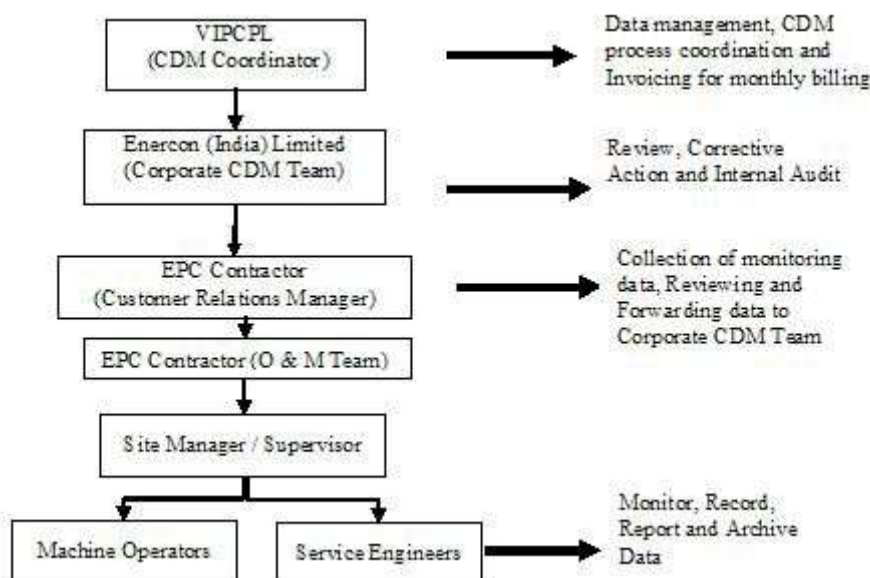 VIPCPL
(CDM Coordinator)
Data management, CDM
process coordination and
Invoicing for monthly billing
Enercon (India) Limited
(Corporate CDM Team)
Review, Corrective
Action and Internal Audit
EPC Contractor
(Customer Relations Manager)
Collection of monitoring
data, Reviewing and
Forwarding data to
Corporate CDM Team
EPC Contractor (O & M Team)
Site Manager / Supervisor
Machine Operators
Service Engineers
Monitor, Record,
Report and Archive
Data